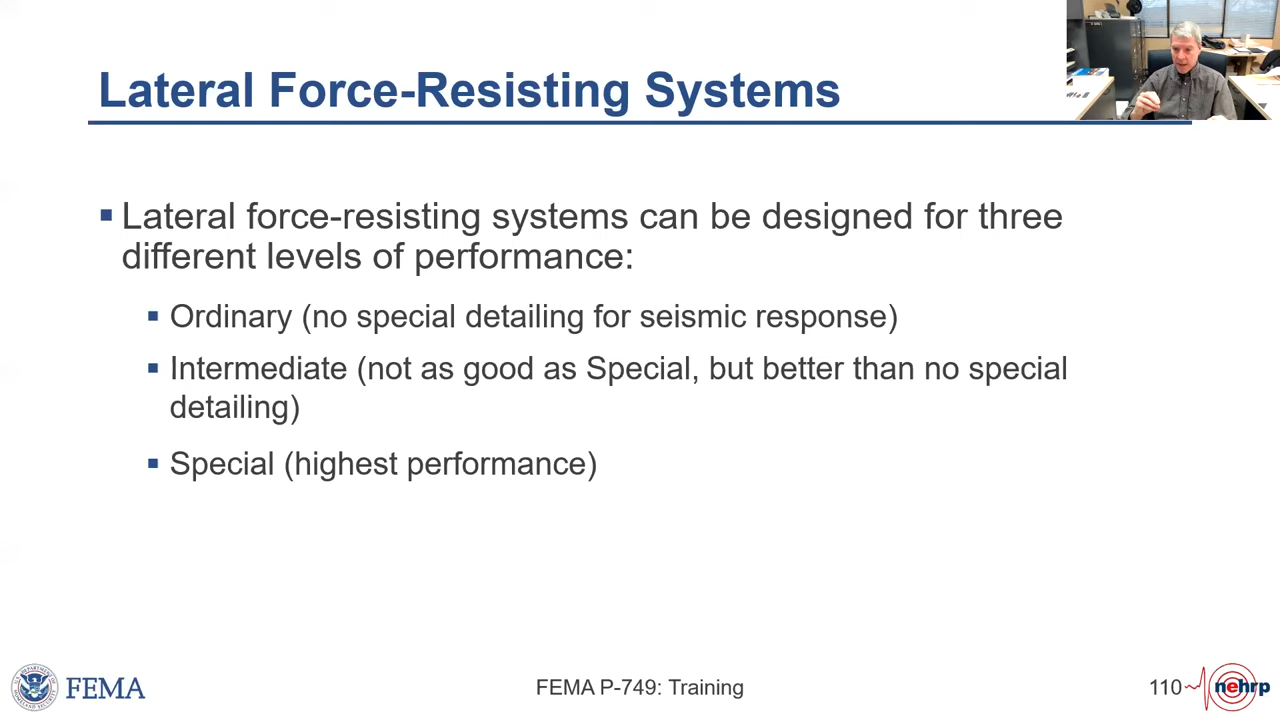 Lateral Force-Resisting Systems
Lateral force-resisting systems can be designed for three
different levels of performance:
Ordinary (no special detailing for seismic response)
Intermediate (not as good as Special, but better than no special
detailing)
Special (highest performance)
FEMA
FEMA P-749: Training
110
nehrp